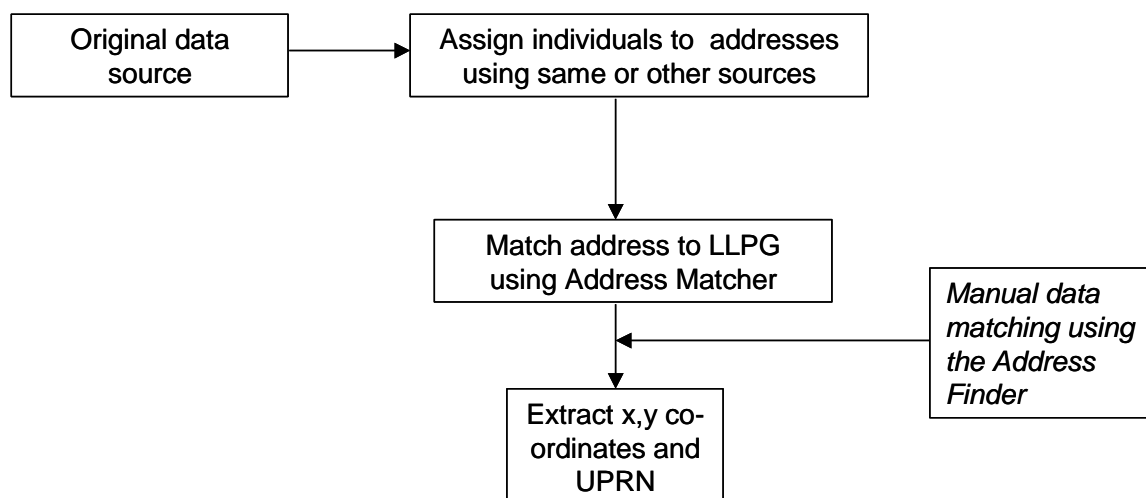 Original data
source
Assign individuals to addresses
using same or other sources
Match address to LLPG
using Address Matcher
Manual data
matching using
the Address
Finder
Extract x,y co-
ordinates and
UPRN